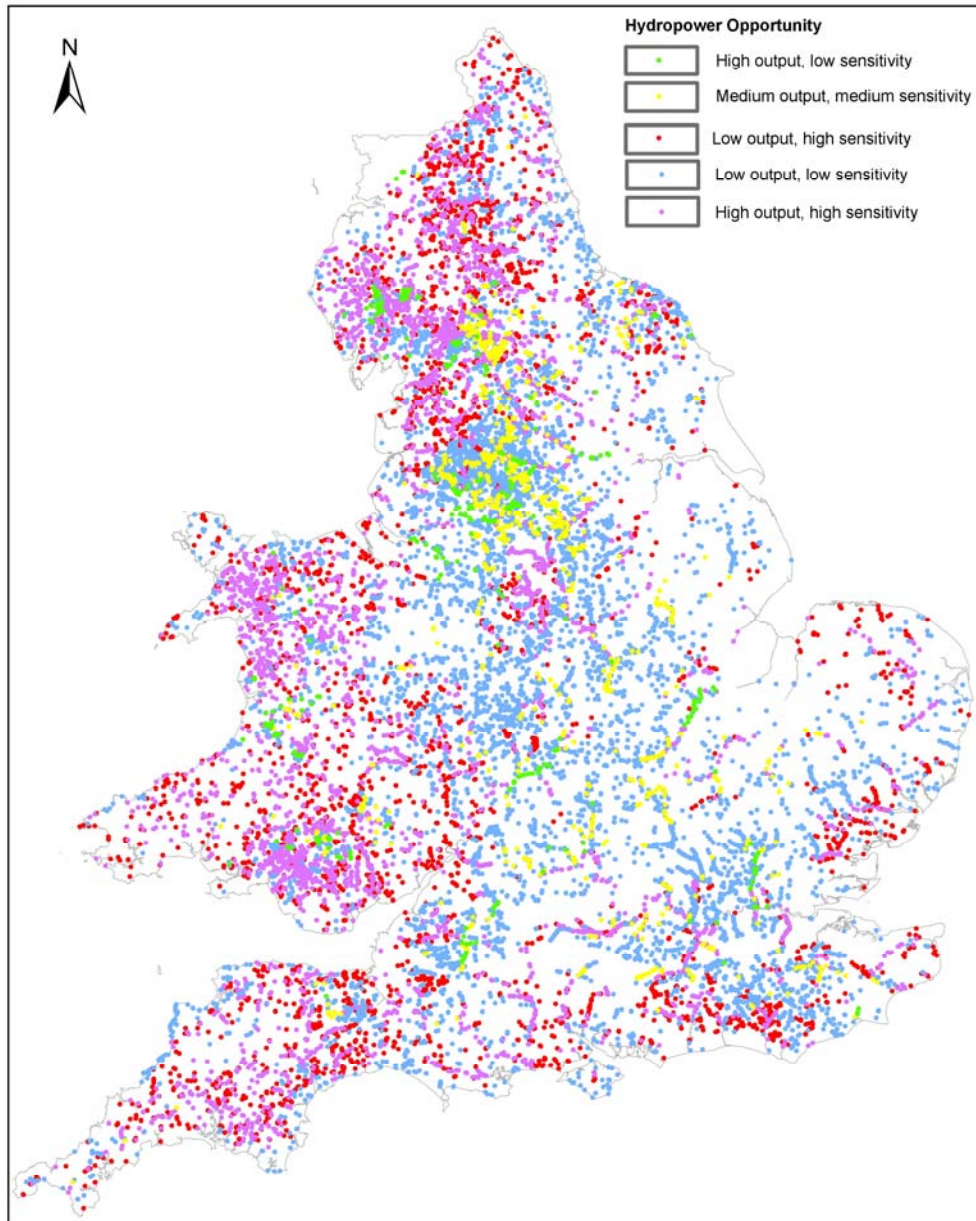 N
Hydropower Opportunity
High output, low sensitivity
Medium output, medium sensitivity
Low output, high sensitivity
Low output, low sensitivity
High output, high sensitivity